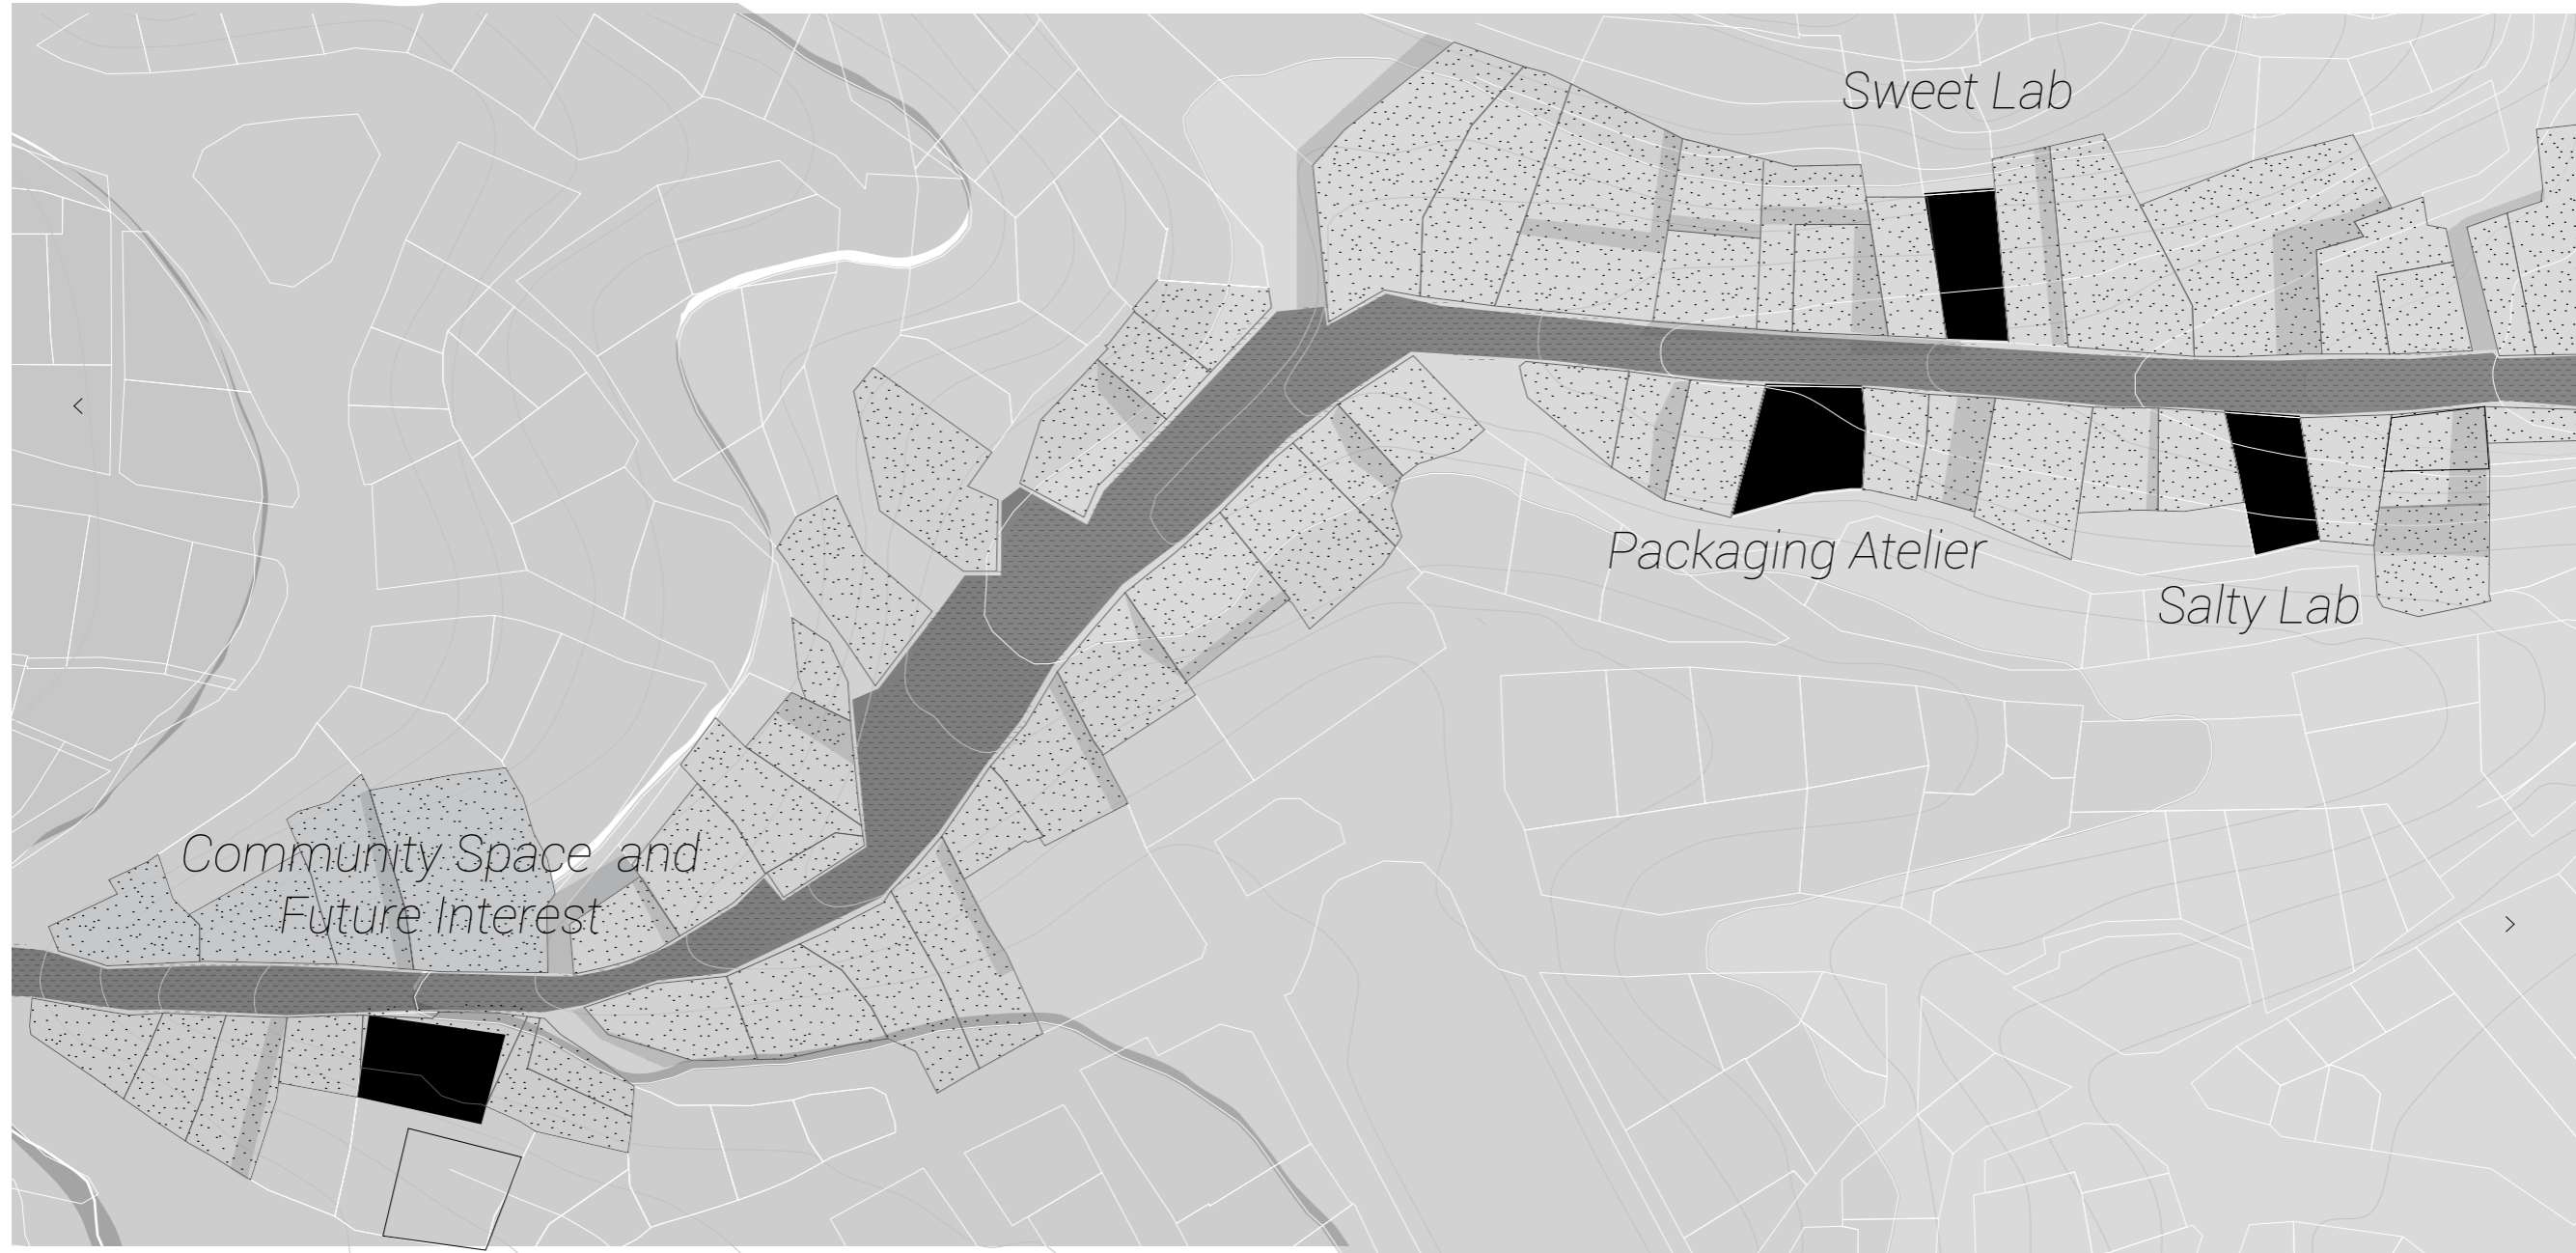 Sweet Lab
Packaging Atelier
Salty Lab
Community Space and
Future Interest